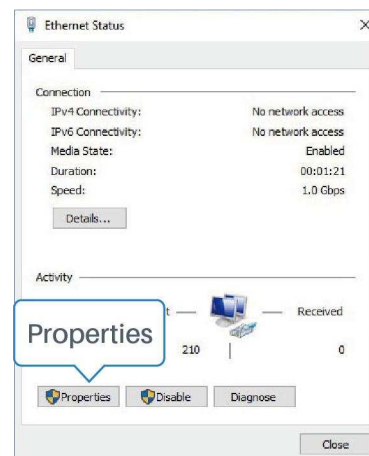 Ethernet Status
General
Connection
IPv4 Connectivity: No network access
IPv6 Connectivity: No network access
Media State: Enabled
Duration: 00:01:21
Speed: 1.0 Gbps
Details...
Activity
Received
Properties
210 0
Properties Disable Diagnose
Close